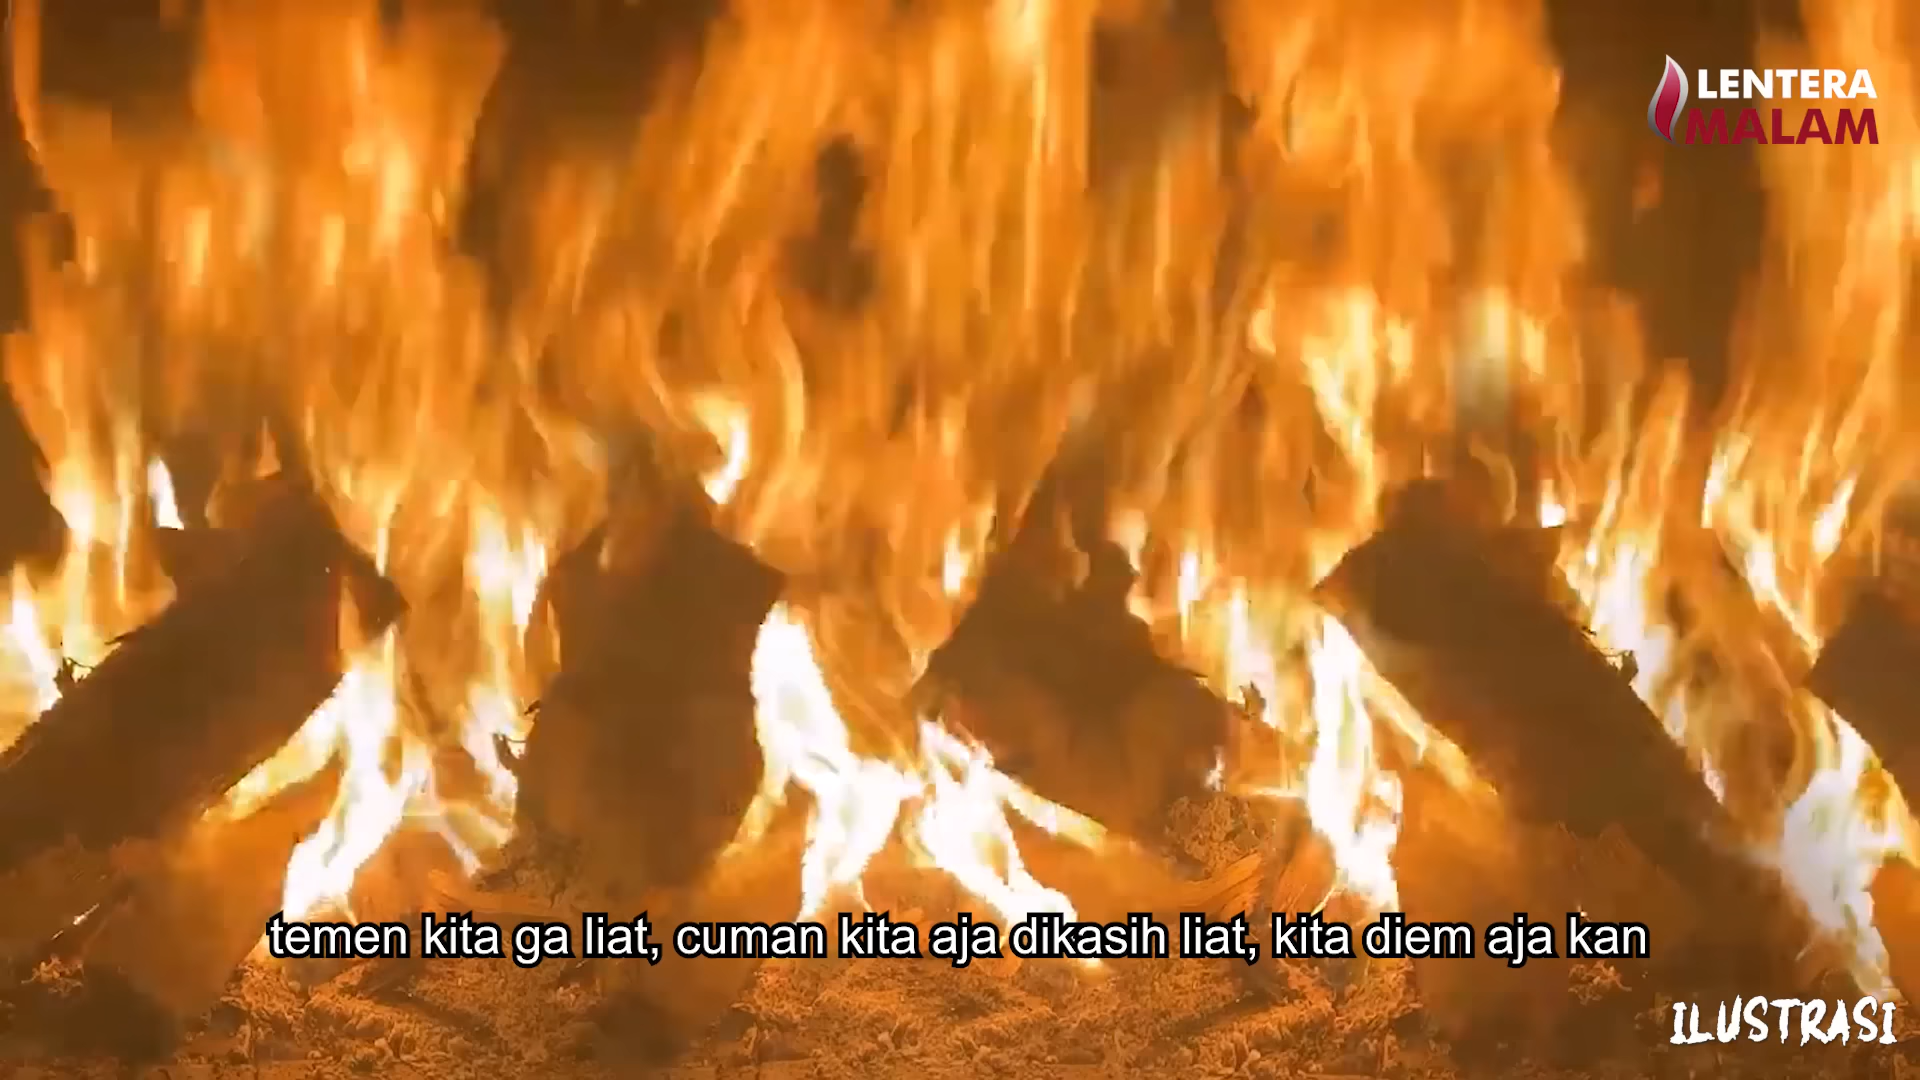 LENTERA
MALAM
temen kita ga liat, cuman kita aja dikasih liat, kita diem aja kan
ILUSTRASI